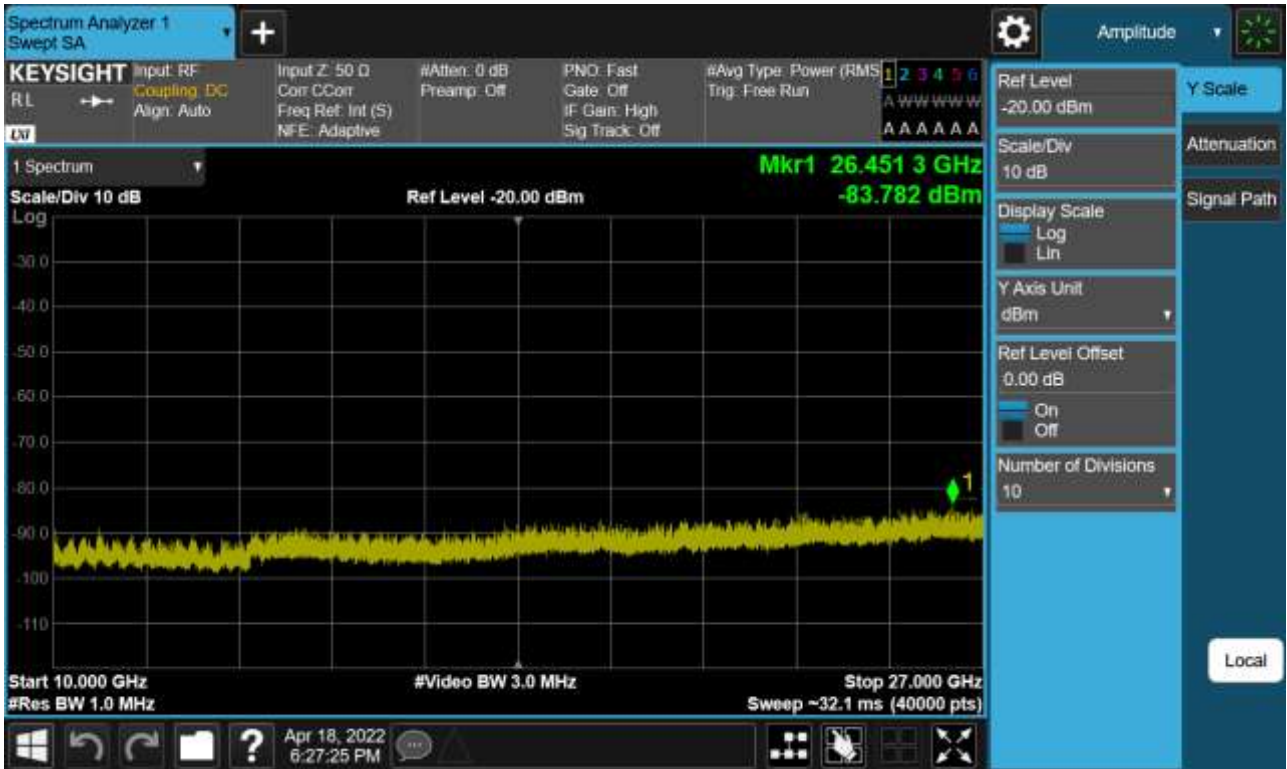 Spectrum Analyzer 1
Swept SA
+
Amplitude
KEYSIGHT
RL
LXI
Input: RF
Coupling: DC
Align: Auto
Input Z: 50 Ω
Corr CCorr
Freq Ref: Int (S)
NFE: Adaptive
#Atten: 0 dB
Preamp: Off
PNO: Fast
Gate: Off
IF Gain: High
Sig Track: Off
#Avg Type: Power (RMS
Trig: Free Run
1 2 3 4 5 6
A W W W W W
A A A A A A
1 Spectrum
Scale/Div 10 dB
Ref Level -20.00 dBm
Mkr1 26.451 3 GHz
-83.782 dBm
Log
-30.0
-40.0
-50.0
-60.0
-70.0
-80.0
-90.0
-100
-110
1
Start 10.000 GHz
#Res BW 1.0 MHz
#Video BW 3.0 MHz
Stop 27.000 GHz
Sweep ~32.1 ms (40000 pts)
Ref Level
-20.00 dBm
Scale/Div
10 dB
Display Scale
Log
Lin
Y Axis Unit
dBm
Ref Level Offset
0.00 dB
On
Off
Number of Divisions
10
Y Scale
Attenuation
Signal Path
Local
?
Apr 18, 2022
6:27:25 PM